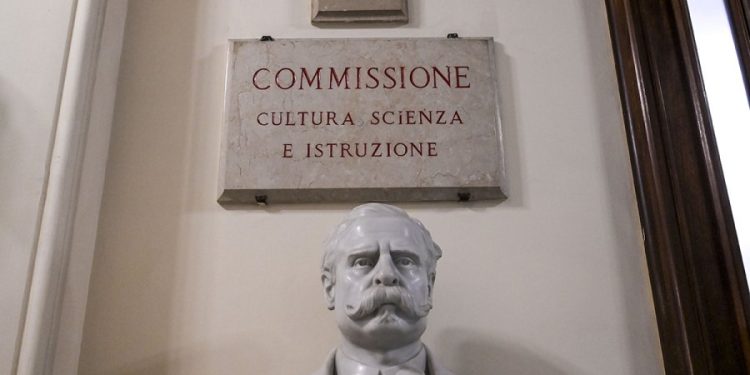 COMMISSIONE
CULTURA SCiENZA
E ISTRUZIONE